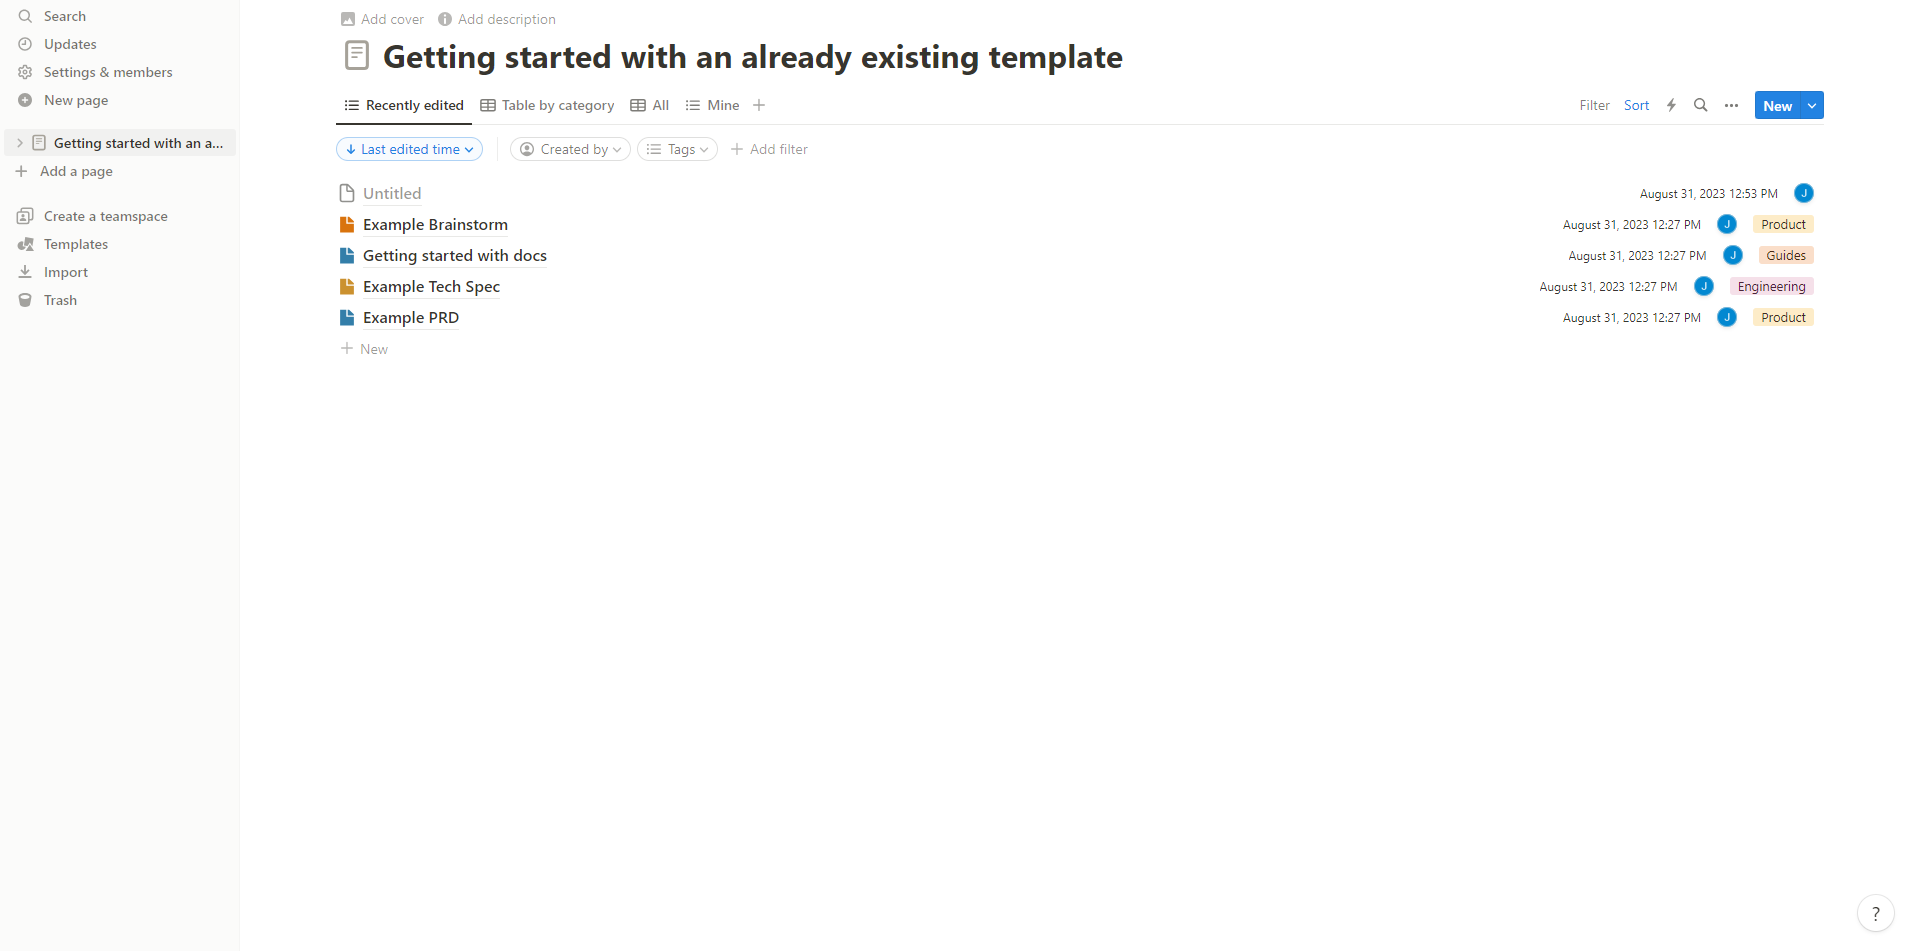 Search
Updates
Settings & members
New page
Getting started with an a...
Add a page
Create a teamspace
Templates
Import
Trash
Add cover Add description
Getting started with an already existing template
Recently edited Table by category All Mine
Filter Sort New
Last edited time Created by Tags Add filter
Untitled August 31, 2023 12:53 PM J
Example Brainstorm August 31, 2023 12:27 PM J Product
Getting started with docs August 31, 2023 12:27 PM J Guides
Example Tech Spec August 31, 2023 12:27 PM J Engineering
Example PRD August 31, 2023 12:27 PM J Product
New
?